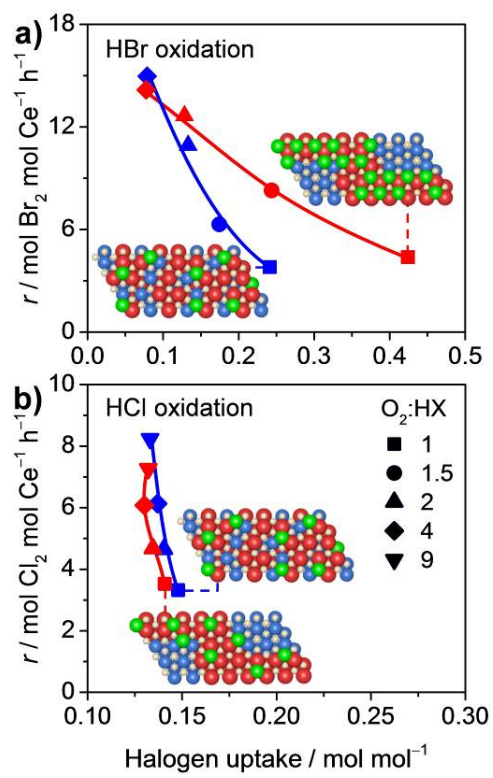 a)
HBr oxidation
r / mol Br₂ mol Ce⁻¹ h⁻¹
18
12
6
0
0.0 0.1 0.2 0.3 0.4 0.5
b)
HCl oxidation
O₂:HX
1
1.5
2
4
9
r / mol Cl₂ mol Ce⁻¹ h⁻¹
10
8
6
4
2
0
0.10 0.15 0.20 0.25 0.30
Halogen uptake / mol mol⁻¹